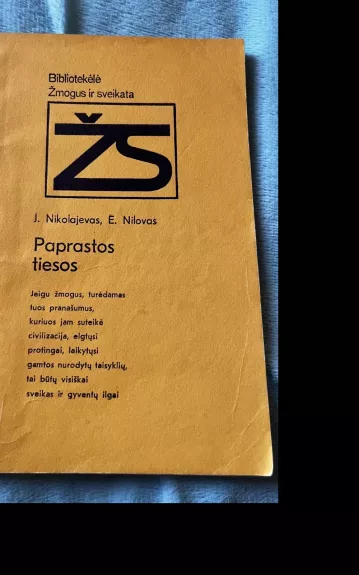 Bibliotekėlė
Žmogus ir sveikata
ŽS
J. Nikolajevas, E. Nilovas
Paprastos
tiesos
Jeigu žmogus, turėdamas
tuos pranašumus,
kuriuos jam suteikė
civilizacija, elgtųsi
protingai, laikytųsi
gamtos nurodytų taisyklių,
tai būtų visiškai
sveikas ir gyventų ilgai